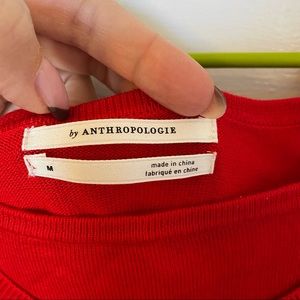 by ANTHROPOLOGIE
M
made in china
fabriqué en chine